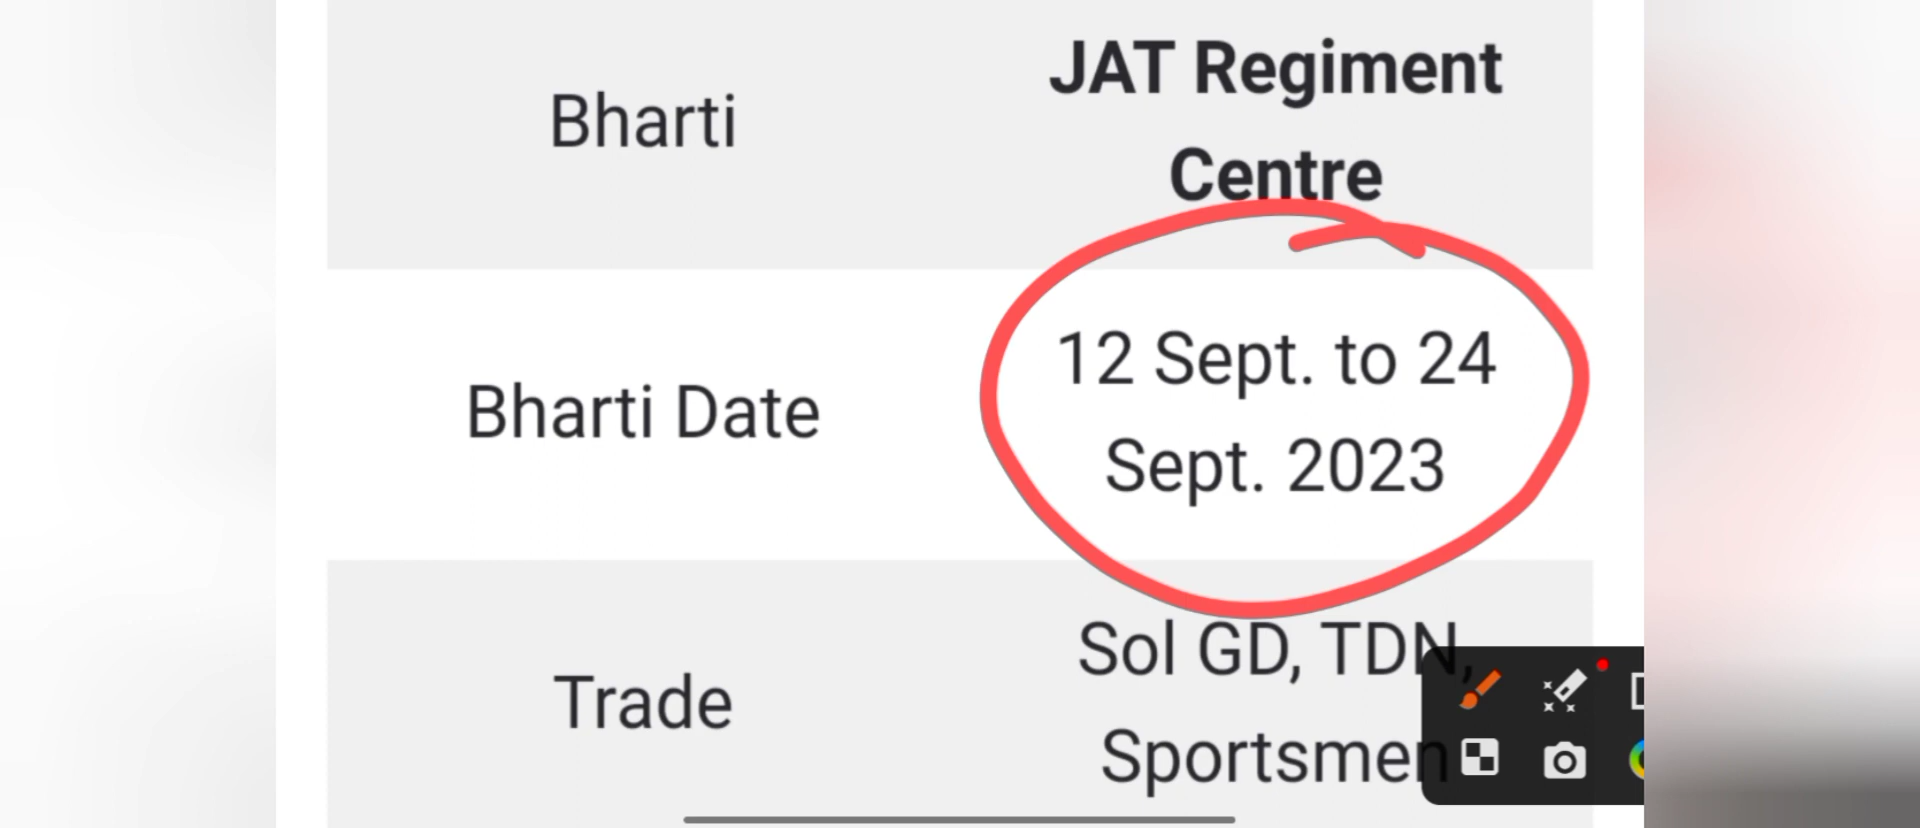 Bharti
JAT Regiment
Centre
Bharti Date
12 Sept. to 24
Sept. 2023
Trade
Sol GD, TDN,
Sportsmen